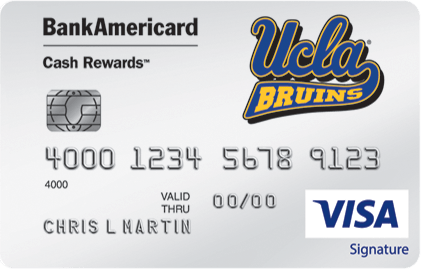 BankAmericard
Cash Rewards™
Ucla®
BRUINS
4000 1234 5678 9123
4000
VALID
THRU
00/00
CHRIS L MARTIN
VISA
Signature